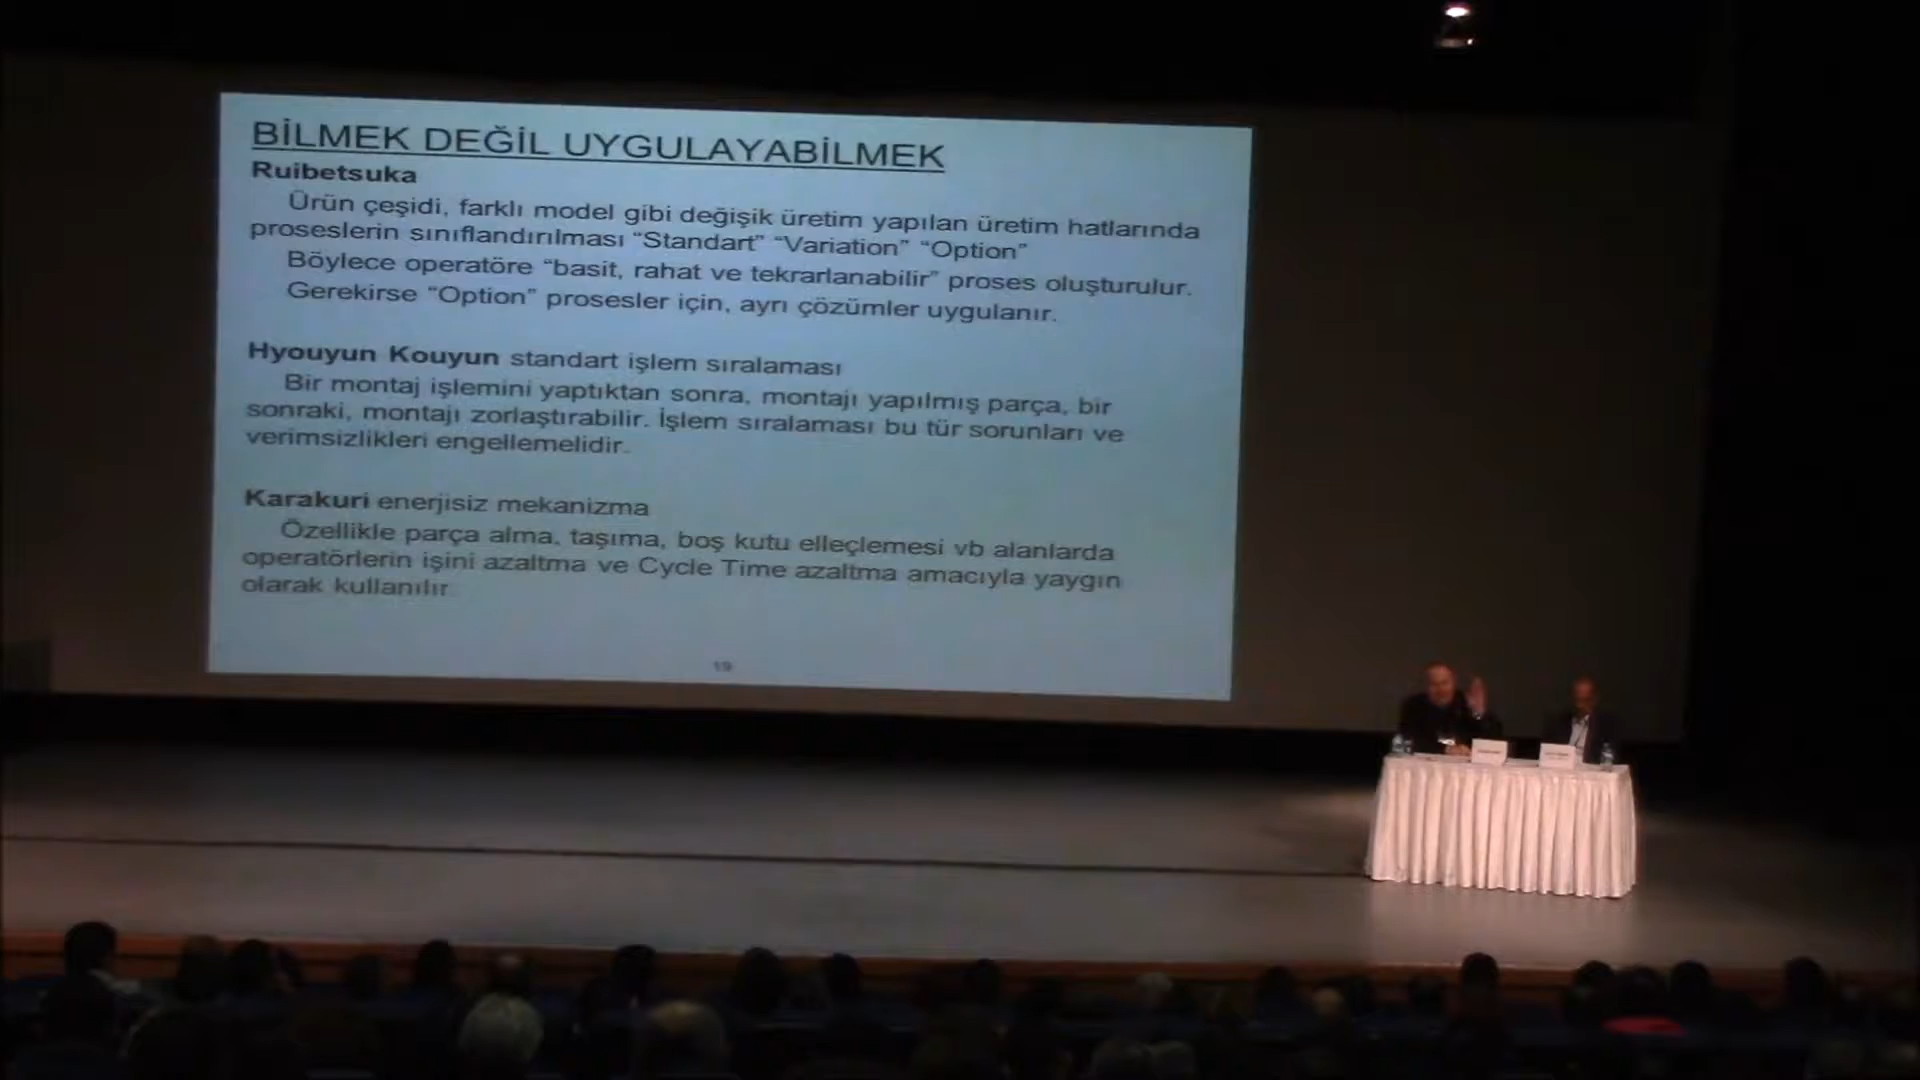 BİLMEK DEĞİL UYGULAYABİLMEK
Ruibetsuka
Ürün çeşidi, farklı model gibi değişik üretim yapılan üretim hatlarında
proseslerin sınıflandırılması “Standart” “Variation” “Option”
Böylece operatöre “basit, rahat ve tekrarlanabilir” proses oluşturulur.
Gerekirse “Option” prosesler için, ayrı çözümler uygulanır.
Hyouyun Kouyun standart işlem sıralaması
Bir montaj işlemini yaptıktan sonra, montajı yapılmış parça, bir
sonraki, montajı zorlaştırabilir. İşlem sıralaması bu tür sorunları ve
verimsizlikleri engellemelidir.
Karakuri enerjisiz mekanizma
Özellikle parça alma, taşıma, boş kutu elleçlemesi vb alanlarda
operatörlerin işini azaltma ve Cycle Time azaltma amacıyla yaygın
olarak kullanılır.
19